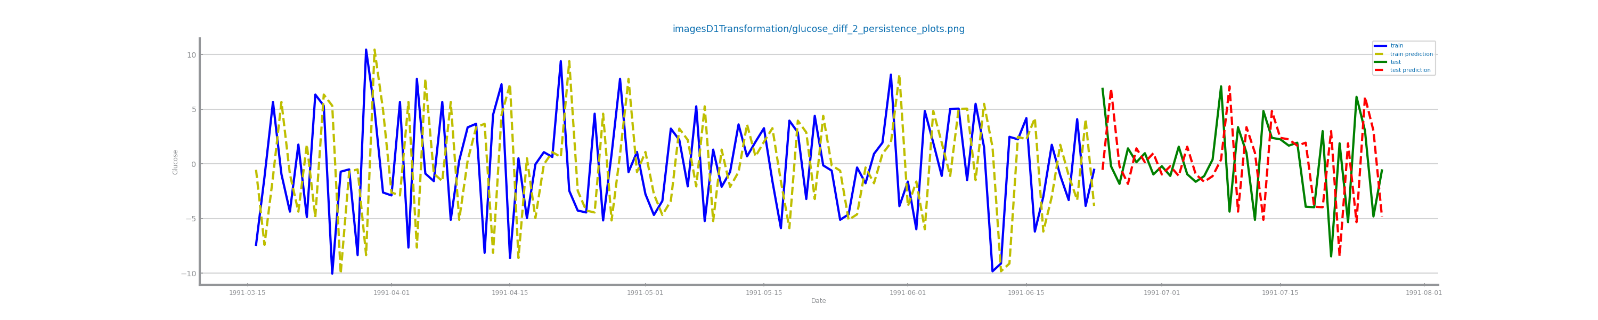 imagesD1Transformation/glucose_diff_2_persistence_plots.png
train
train prediction
test
test prediction
10
5
0
−5
−10
Glucose
1991-03-15 1991-04-01 1991-04-15 1991-05-01 1991-05-15 1991-06-01 1991-06-15 1991-07-01 1991-07-15 1991-08-01
Date